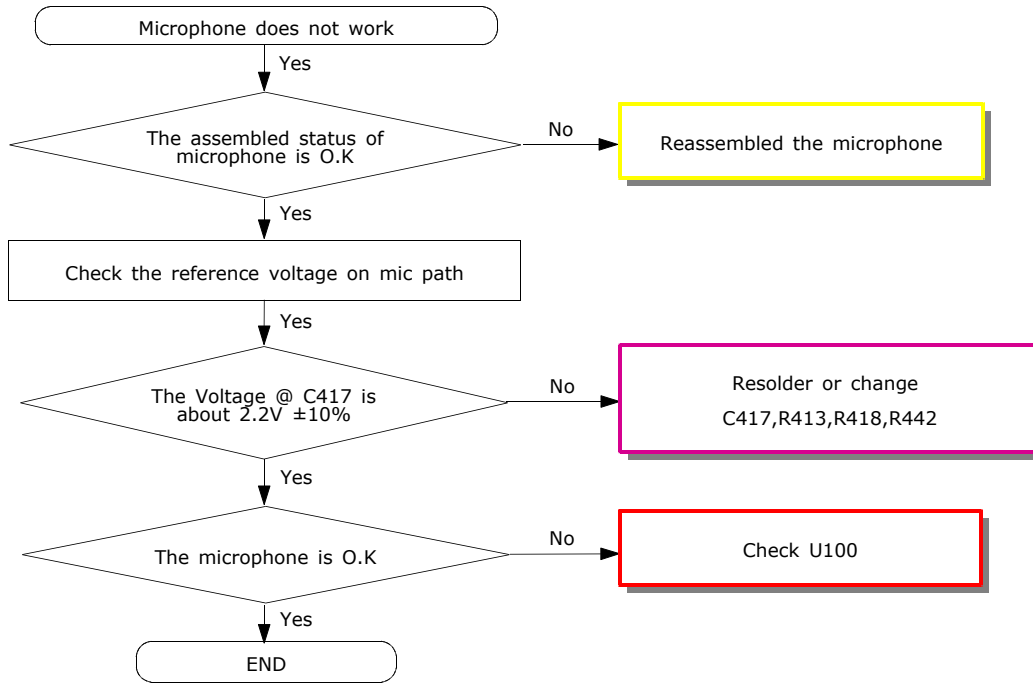 Microphone does not work
Yes
The assembled status of
microphone is O.K
No
Reassembled the microphone
Yes
Check the reference voltage on mic path
Yes
The Voltage @ C417 is
about 2.2V ±10%
No
Resolder or change
C417,R413,R418,R442
Yes
The microphone is O.K
No
Check U100
Yes
END